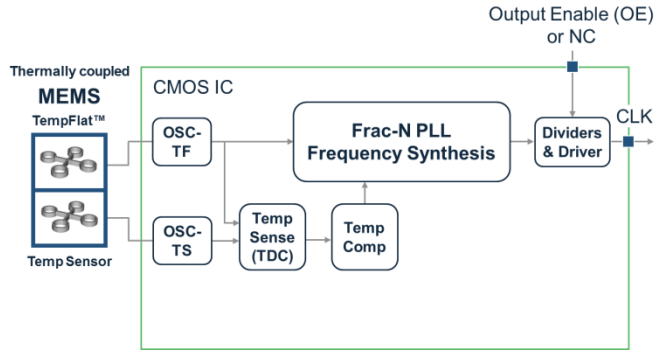 Output Enable (OE)
or NC
Thermally coupled
MEMS
TempFlat™
CMOS IC
CLK
OSC-
TF
Frac-N PLL
Frequency Synthesis
Dividers
& Driver
OSC-
TS
Temp
Sense
(TDC)
Temp
Comp
Temp Sensor